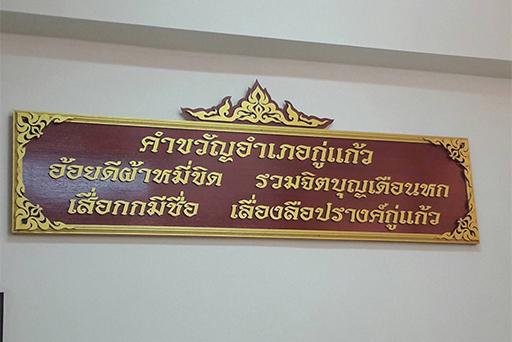 คำขวัญอำเภอกู่แก้ว
อ้อยดีผ้าหมี่ขิด รวมจิตบุญเดือนหก
เสื่อกกมีชื่อ เลื่องลือปรางค์กู่แก้ว